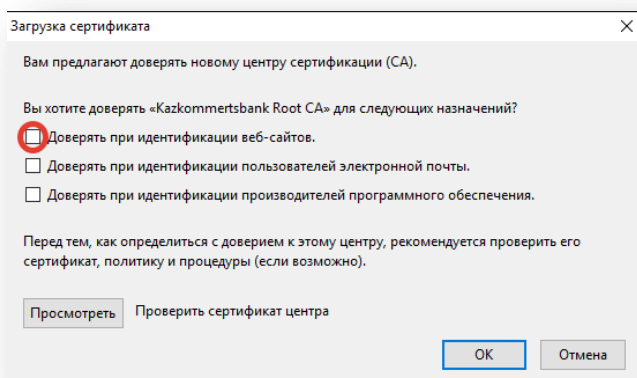 Загрузка сертификата
Вам предлагают доверять новому центру сертификации (CA).
Вы хотите доверять «Kazkommertsbank Root CA» для следующих назначений?
Доверять при идентификации веб-сайтов.
Доверять при идентификации пользователей электронной почты.
Доверять при идентификации производителей программного обеспечения.
Перед тем, как определиться с доверием к этому центру, рекомендуется проверить его
сертификат, политику и процедуры (если возможно).
Просмотреть Проверить сертификат центра
ОК Отмена